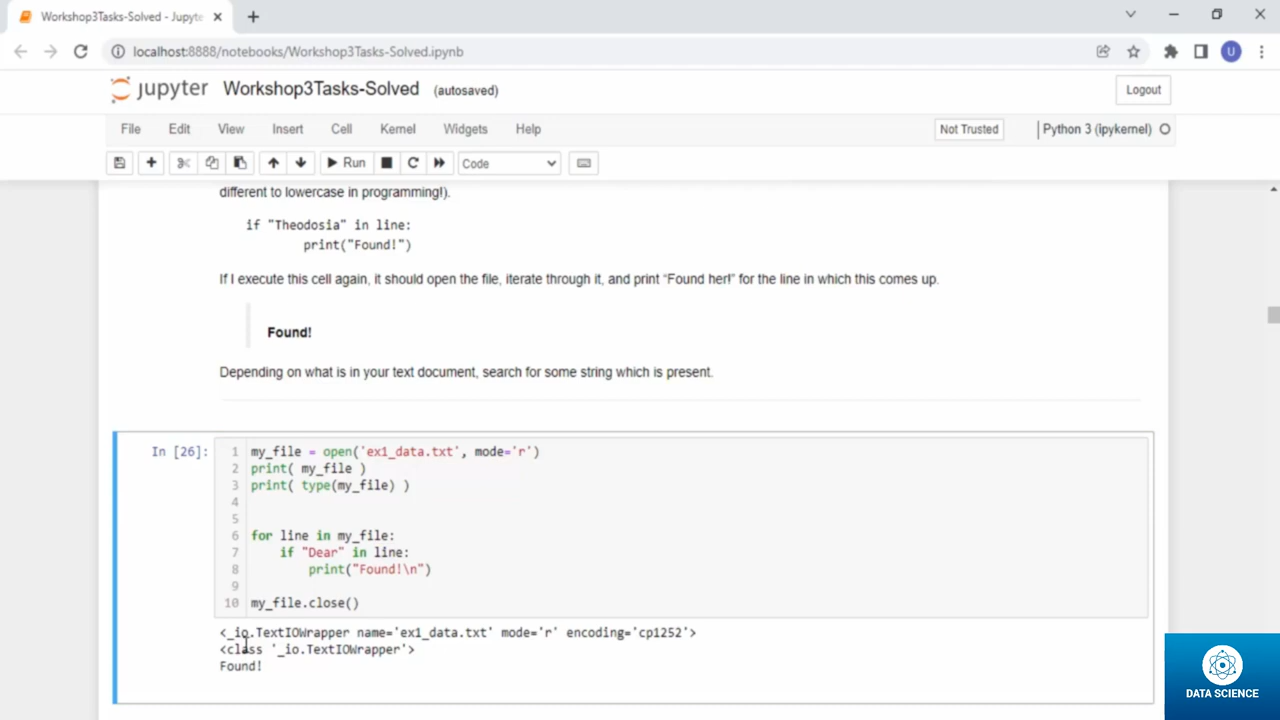 Workshop3Tasks-Solved - Jupyte
localhost:8888/notebooks/Workshop3Tasks-Solved.ipynb
U
jupyter Workshop3Tasks-Solved (autosaved)
Logout
File Edit View Insert Cell Kernel Widgets Help
Not Trusted
Python 3 (ipykernel)
Run
Code
different to lowercase in programming!).
if "Theodosia" in line:
print("Found!")
If I execute this cell again, it should open the file, iterate through it, and print “Found her!” for the line in which this comes up.
Found!
Depending on what is in your text document, search for some string which is present.
In [26]:
1 my_file = open('ex1_data.txt', mode='r')
2 print( my_file )
3 print( type(my_file) )
4
5
6 for line in my_file:
7 if "Dear" in line:
8 print("Found!\n")
9
10 my_file.close()
<_io.TextIOWrapper name='ex1_data.txt' mode='r' encoding='cp1252'>
<class '_io.TextIOWrapper'>
Found!
DATA SCIENCE